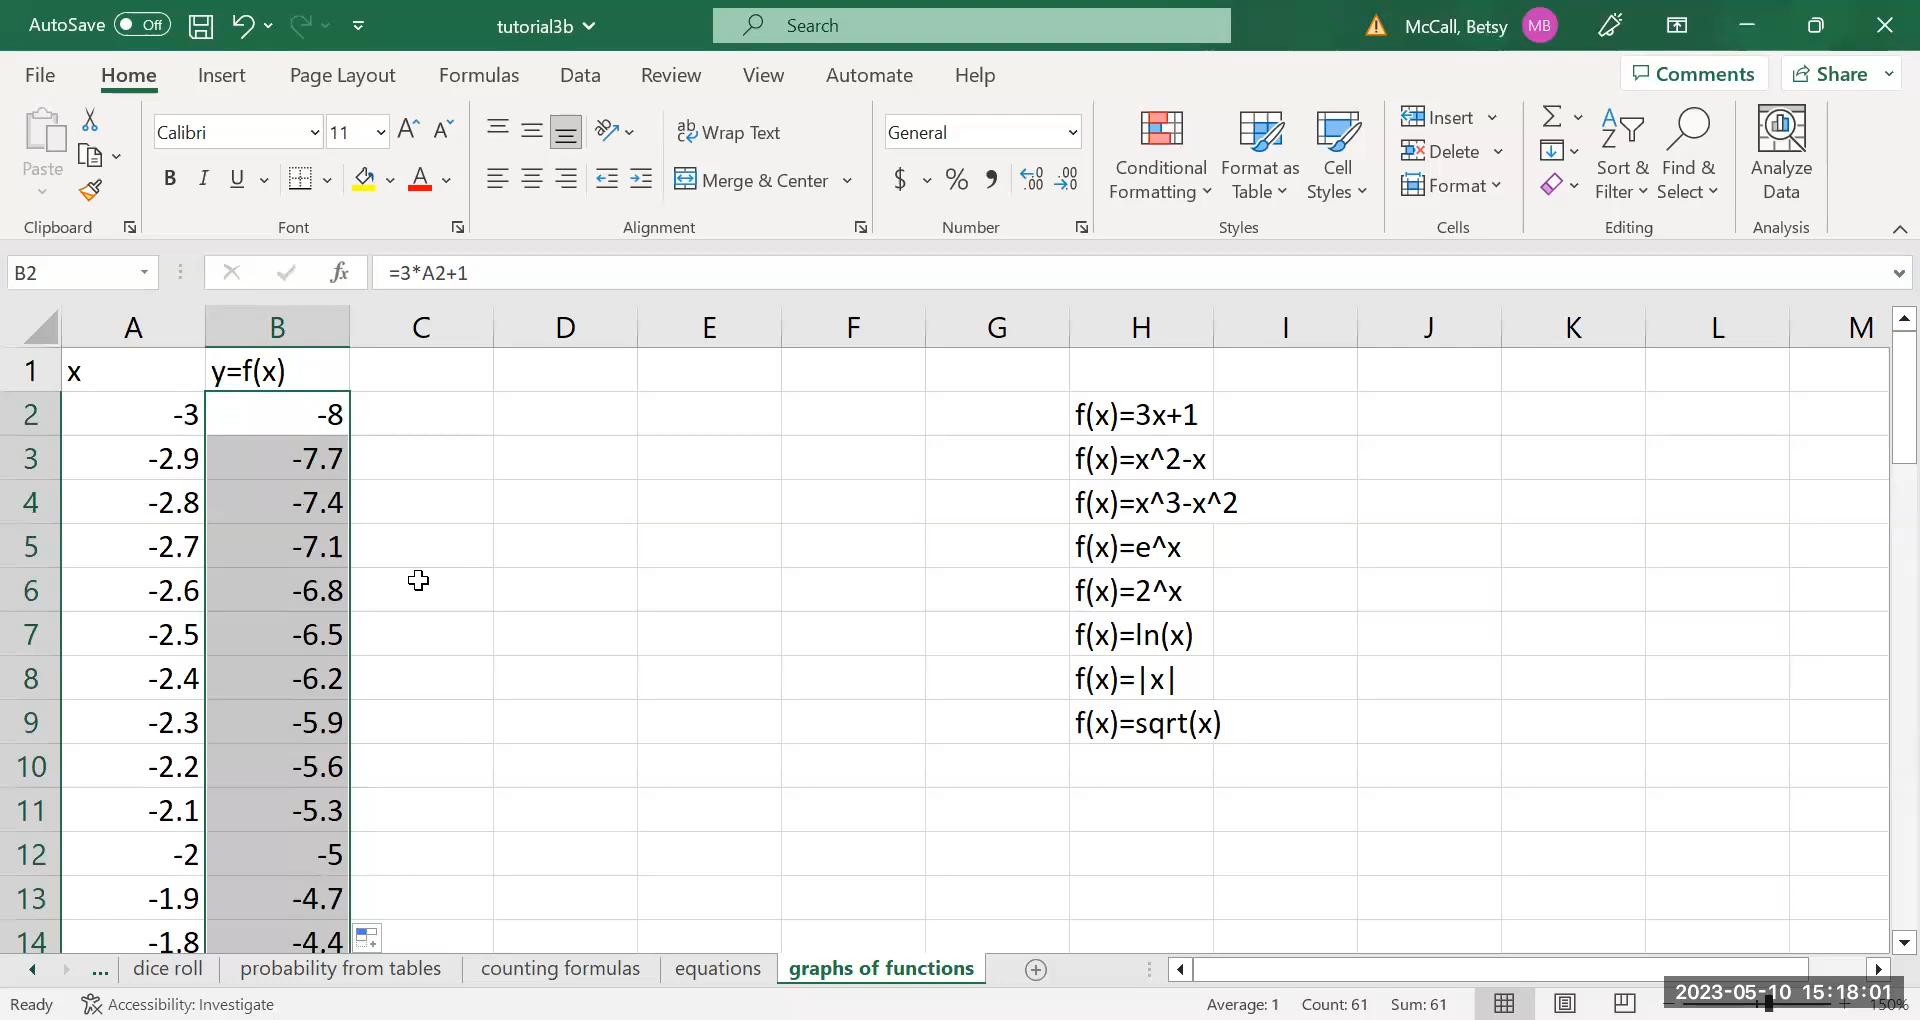 AutoSave Off tutorial3b Search McCall, Betsy MB
File Home Insert Page Layout Formulas Data Review View Automate Help Comments Share
Calibri 11 ab Wrap Text General Insert
Paste Conditional Format as Cell Delete Sort & Find & Analyze
B I U A Merge & Center $ % Formatting Table Styles Format Filter Select Data
Clipboard Font Alignment Number Styles Cells Editing Analysis
B2 fx =3*A2+1
A B C D E F G H I J K L M
1 x y=f(x)
2 -3 -8 f(x)=3x+1
3 -2.9 -7.7 f(x)=x^2-x
4 -2.8 -7.4 f(x)=x^3-x^2
5 -2.7 -7.1 f(x)=e^x
6 -2.6 -6.8 f(x)=2^x
7 -2.5 -6.5 f(x)=ln(x)
8 -2.4 -6.2 f(x)=|x|
9 -2.3 -5.9 f(x)=sqrt(x)
10 -2.2 -5.6
11 -2.1 -5.3
12 -2 -5
13 -1.9 -4.7
14 -1.8 -4.4
... dice roll probability from tables counting formulas equations graphs of functions
Ready Accessibility: Investigate Average: 1 Count: 61 Sum: 61 150%
2023-05-10 15:18:01